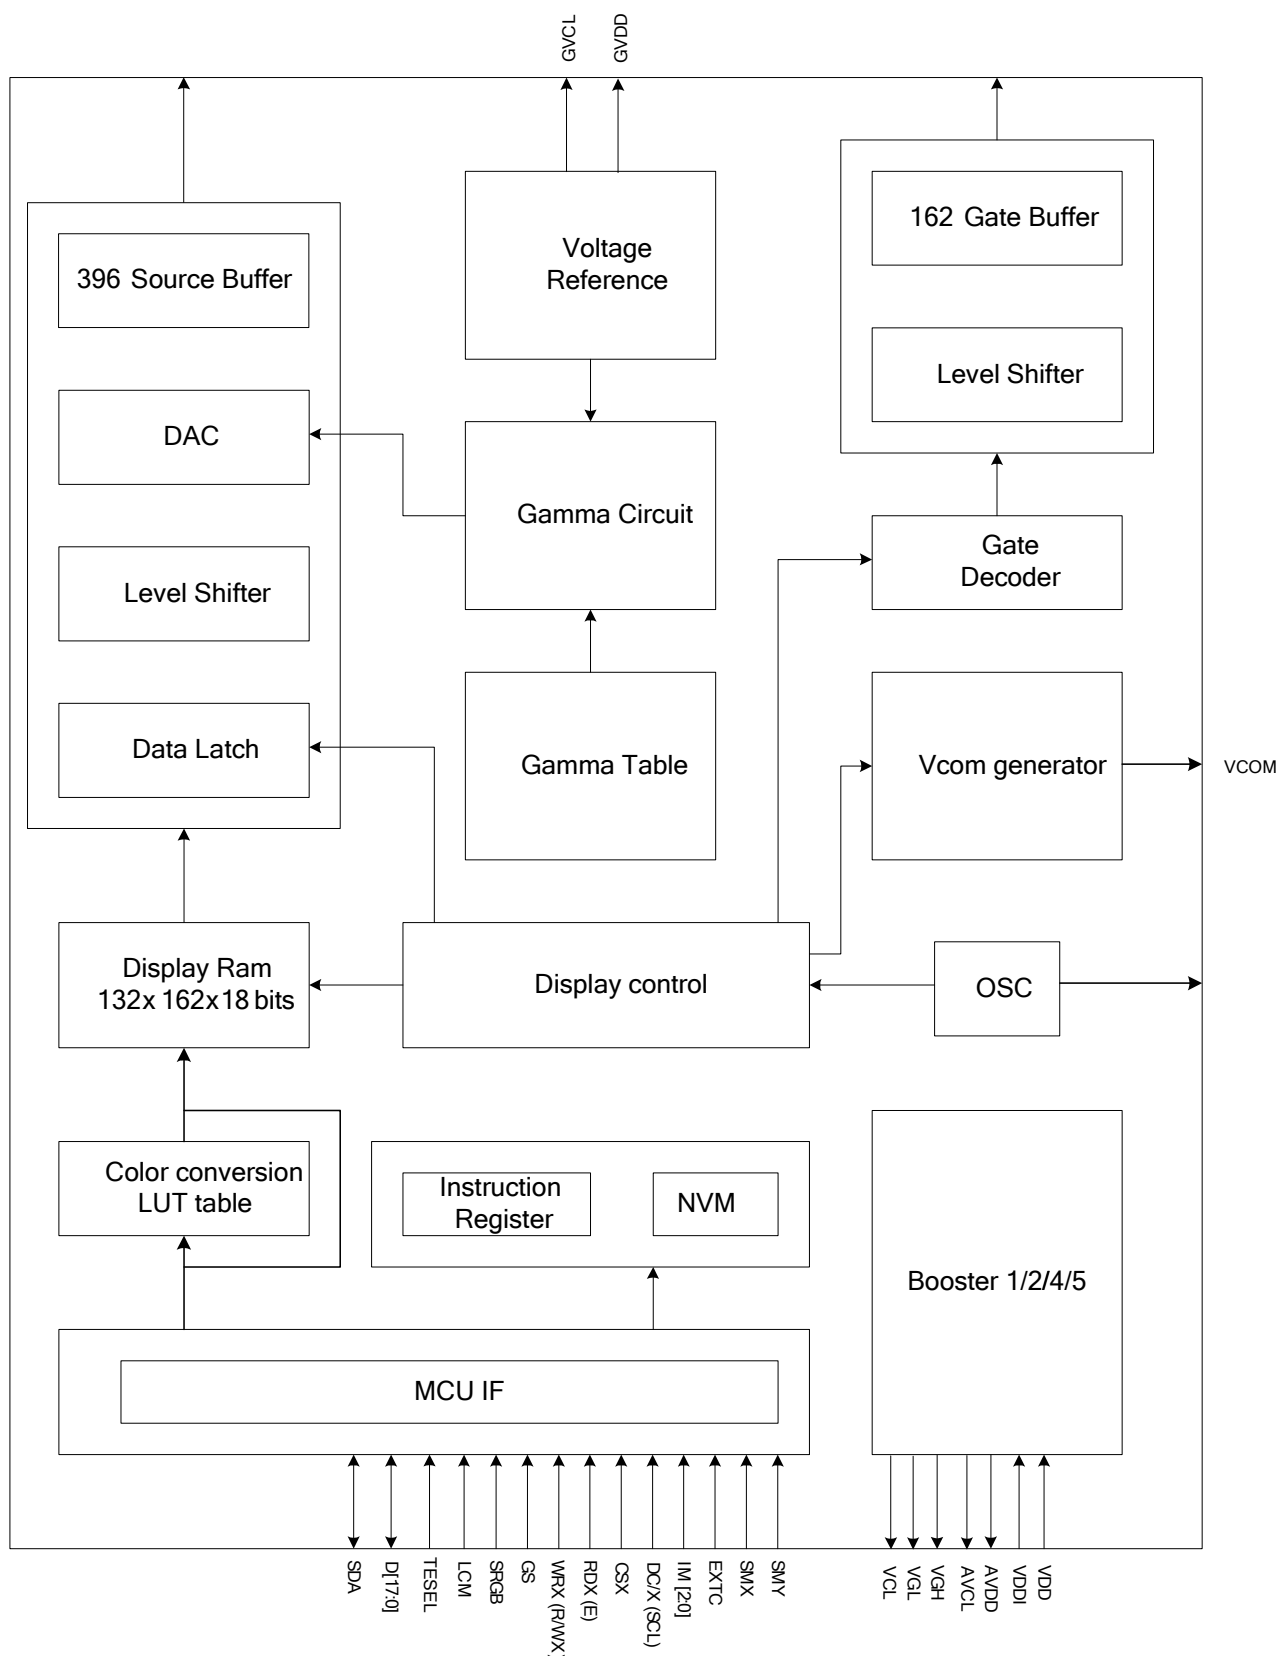 GVCL
GVDD
162 Gate Buffer
Voltage
Reference
396 Source Buffer
Level Shifter
DAC
Gamma Circuit
Gate
Decoder
Level Shifter
Data Latch
Gamma Table
Vcom generator
VCOM
Display Ram
132x 162x18 bits
Display control
OSC
Color conversion
LUT table
Instruction
Register
NVM
Booster 1/2/4/5
MCU IF
SDA
D[17:0]
TESEL
LCM
SRGB
GS
WRX (R/WX)
RDX (E)
CSX
DC/X (SCL)
IM [2:0]
EXTC
SMX
SMY
VCL
VGL
VGH
AVCL
AVDD
VDDI
VDD